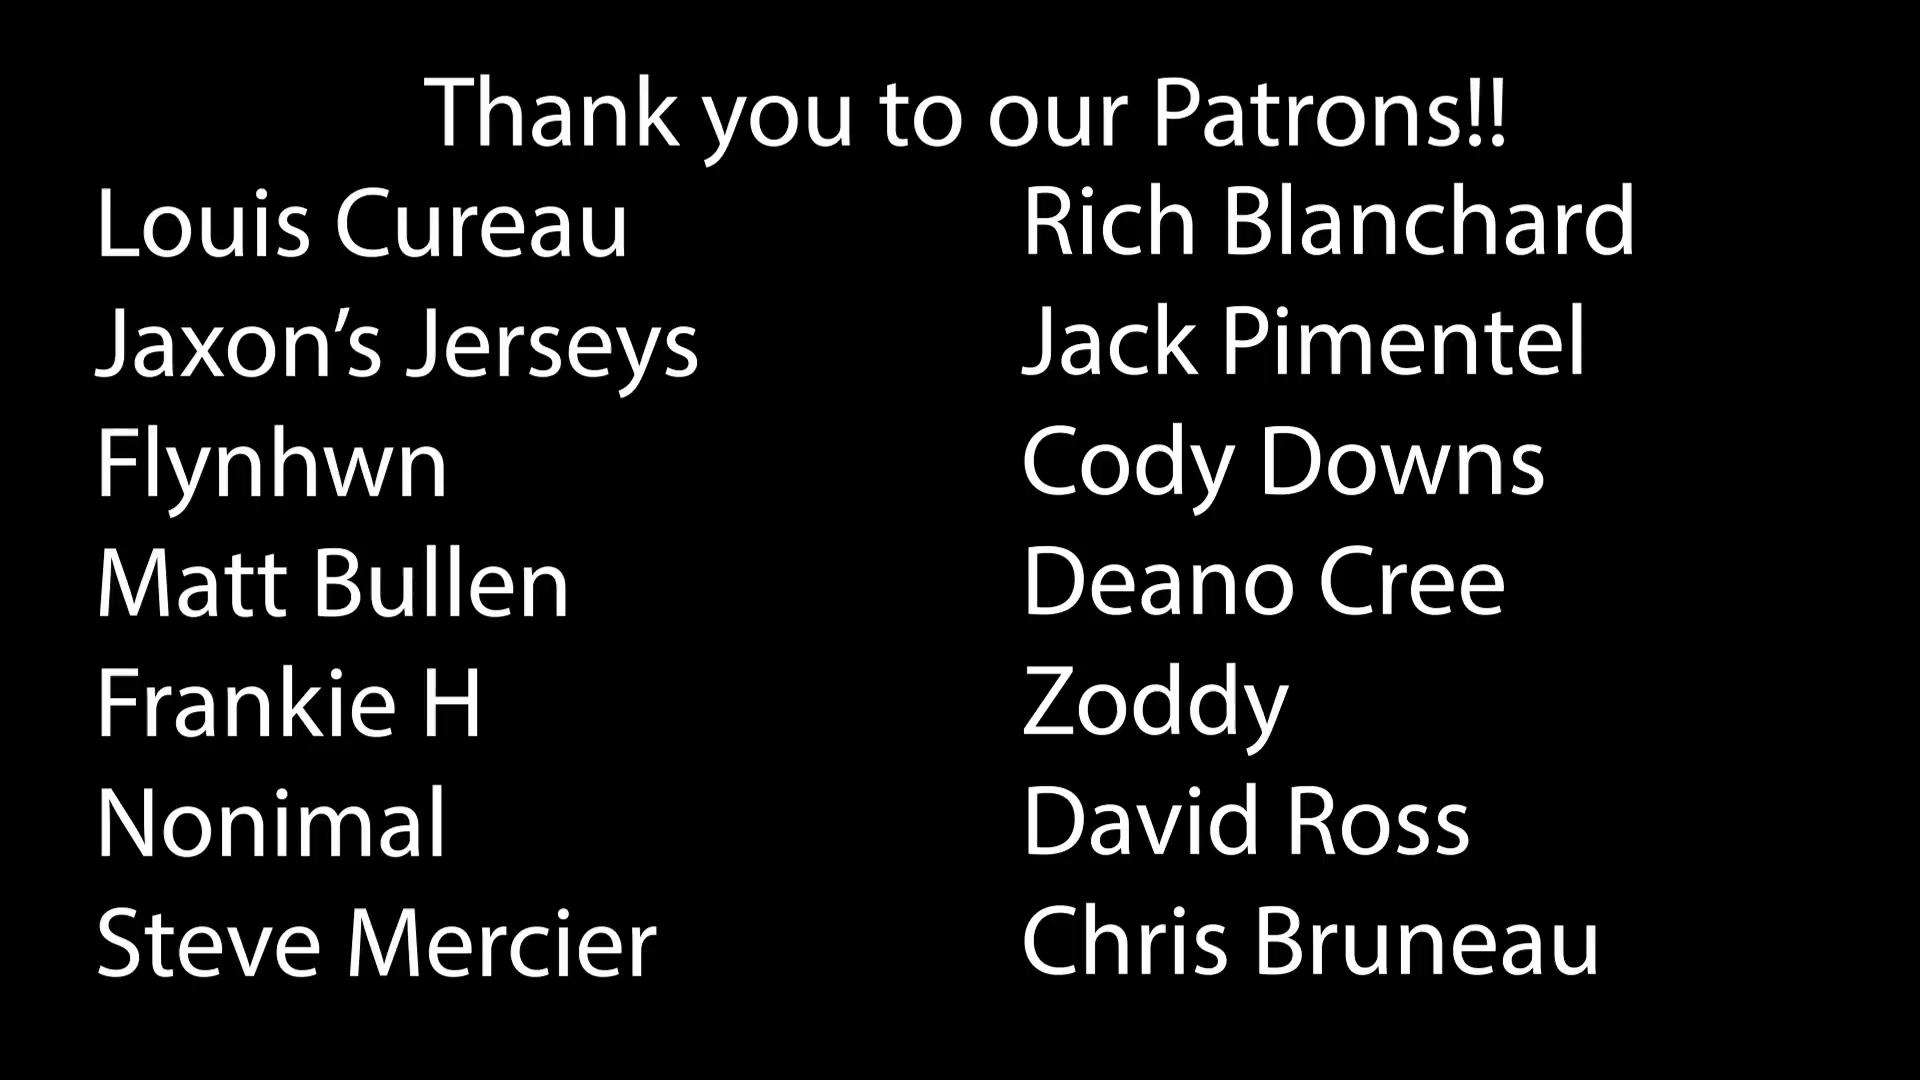 Thank you to our Patrons!!
Louis Cureau
Jaxon’s Jerseys
Flynhwn
Matt Bullen
Frankie H
Nonimal
Steve Mercier
Rich Blanchard
Jack Pimentel
Cody Downs
Deano Cree
Zoddy
David Ross
Chris Bruneau